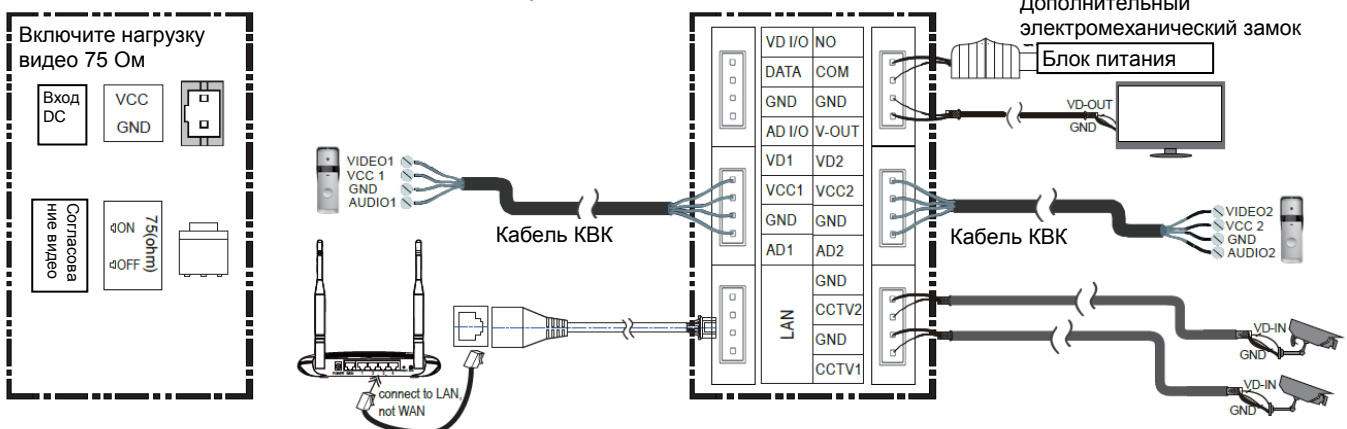 Включите нагрузку
видео 75 Ом
Вход
DC
VCC
GND
Согласова
ние видео
ON
OFF
75(ohm)
VIDEO1
VCC 1
GND
AUDIO1
Кабель КВК
connect to LAN,
not WAN
VD I/O NO
DATA COM
GND GND
AD I/O V-OUT
VD1 VD2
VCC1 VCC2
GND GND
AD1 AD2
LAN
GND
CCTV2
GND
CCTV1
Дополнительный
электромеханический замок
Блок питания
VD-OUT
GND
Кабель КВК
VIDEO2
VCC 2
GND
AUDIO2
VD-IN
GND
VD-IN
GND